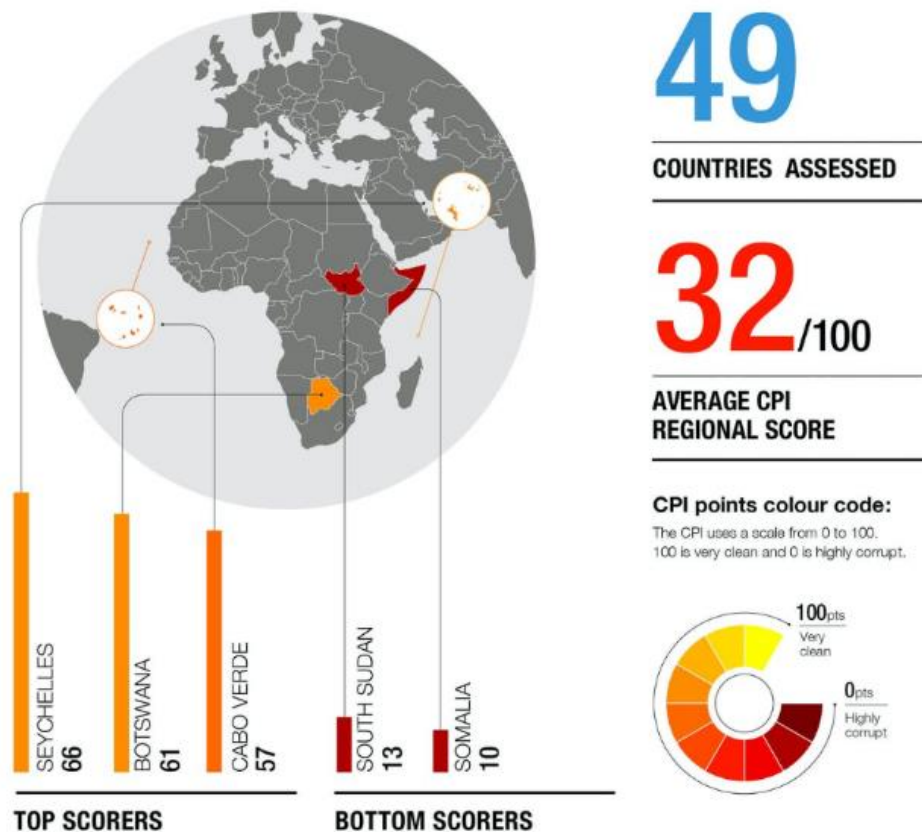 49
COUNTRIES ASSESSED
32/100
AVERAGE CPI
REGIONAL SCORE
CPI points colour code:
The CPI uses a scale from 0 to 100.
100 is very clean and 0 is highly corrupt.
100pts
Very
clean
0pts
Highly
corrupt
SEYCHELLES
66
BOTSWANA
61
CABO VERDE
57
SOUTH SUDAN
13
SOMALIA
10
TOP SCORERS
BOTTOM SCORERS